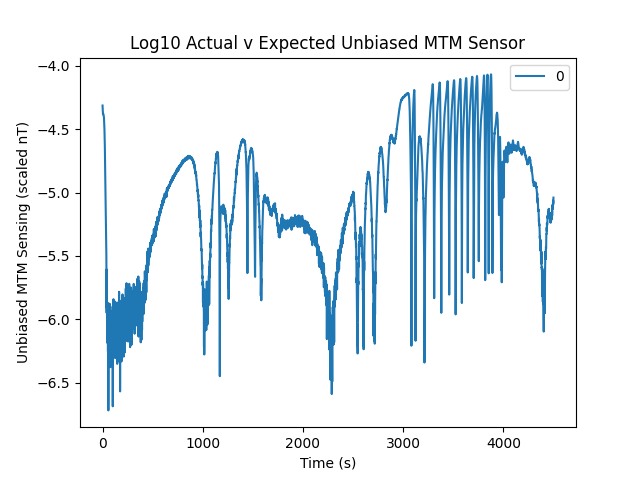 Log10 Actual v Expected Unbiased MTM Sensor
0
Unbiased MTM Sensing (scaled nT)
−4.0
−4.5
−5.0
−5.5
−6.0
−6.5
0 1000 2000 3000 4000
Time (s)